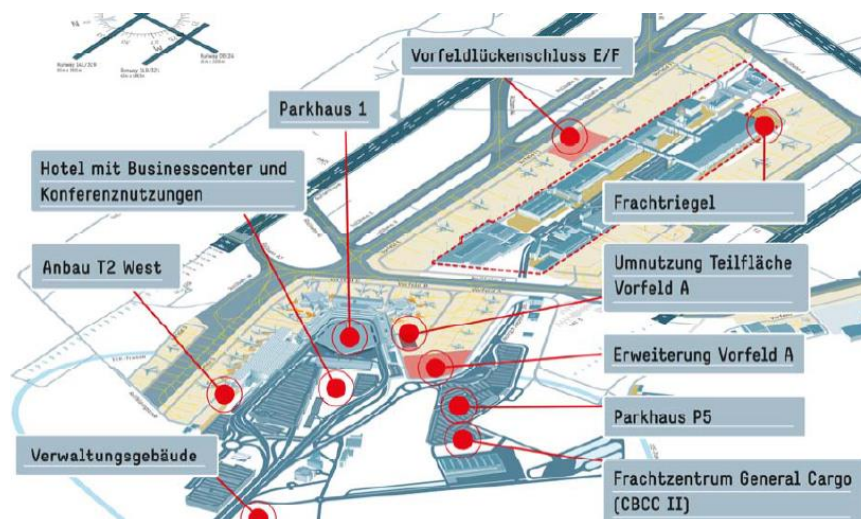 Vorfeldlückenschluss E/F
Parkhaus 1
Hotel mit Businesscenter und
Konferenznutzungen
Frachtriegel
Anbau T2 West
Umnutzung Teilfläche
Vorfeld A
Erweiterung Vorfeld A
Parkhaus P5
Verwaltungsgebäude
Frachtzentrum General Cargo
(CBCC II)